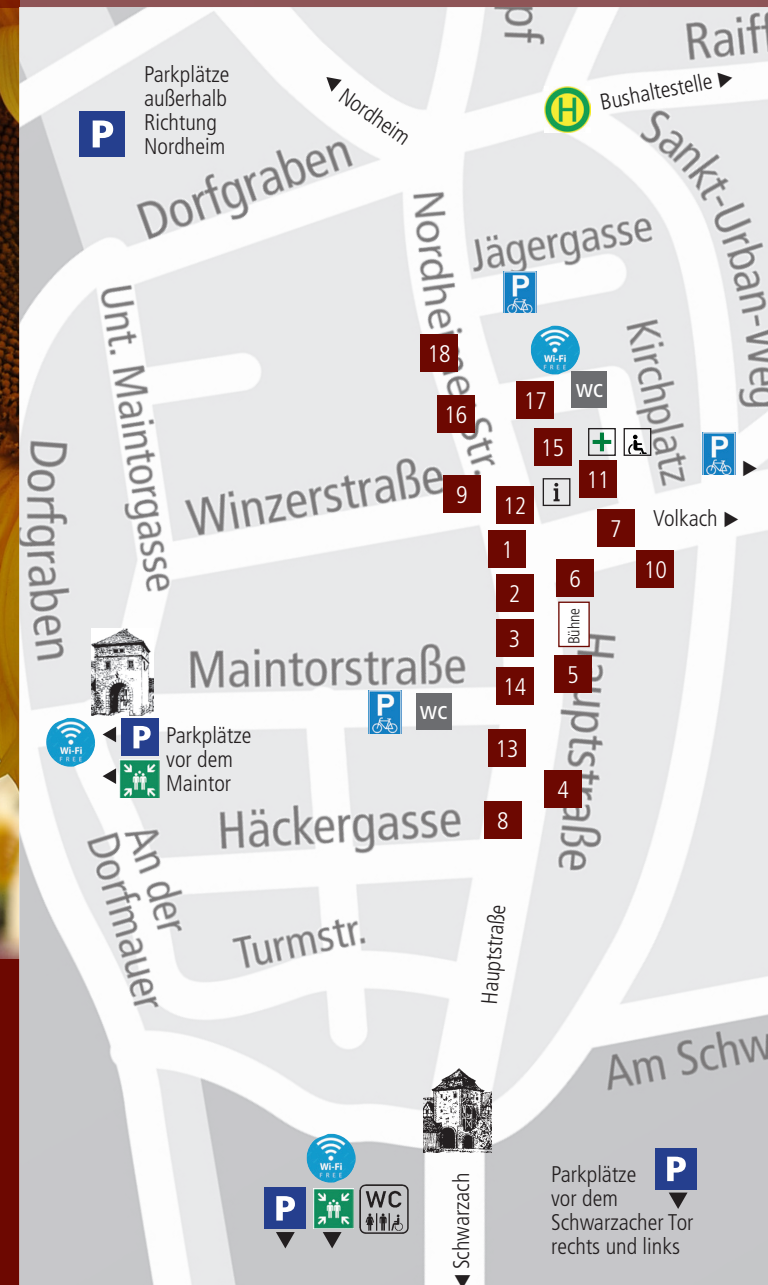 pf
Raiff
Parkplätze
außerhalb
Richtung
Nordheim
P
Nordheim
H
Bushaltestelle
Dorfgraben
Sankt-Urban-Weg
Nordheimer Str.
Jägergasse
P
Unt. Maintorgasse
Kirchplatz
Wi-Fi
FREE
18
17
WC
16
15
11
P
Dorfgraben
Winzerstraße
9
12
i
7
Volkach
1
10
6
2
Bühne
3
Hauptstraße
Maintorstraße
14
5
P
WC
Wi-Fi
FREE
P
Parkplätze
vor dem
Maintor
13
4
Häckergasse
8
An der
Dorfmauer
Turmstr.
Hauptstraße
Am Schw
Wi-Fi
FREE
P
WC
Schwarzach
Parkplätze
P
vor dem
Schwarzacher Tor
rechts und links